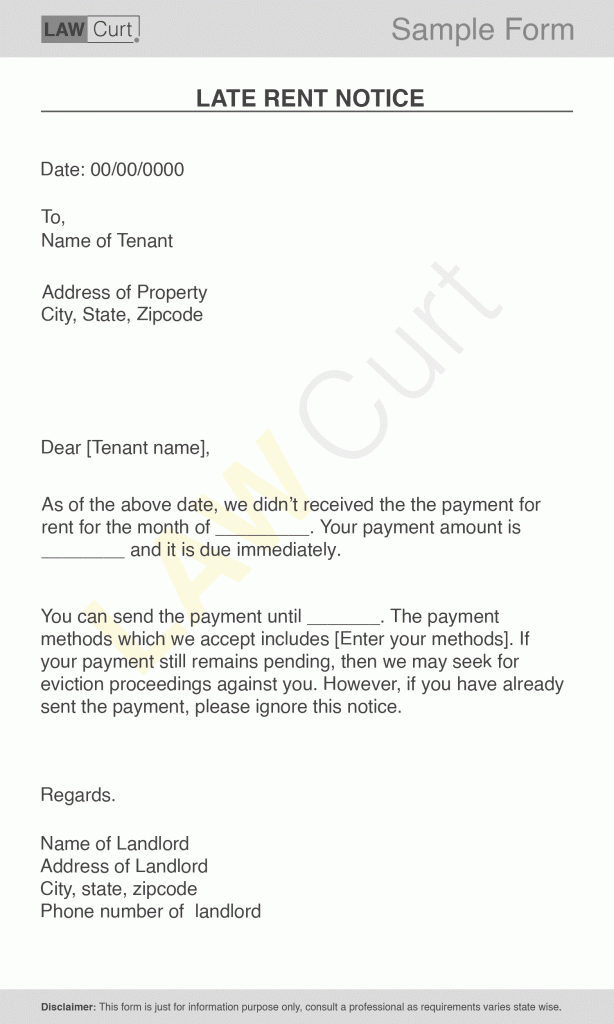 LAW Curt.
Sample Form
LATE RENT NOTICE
Date: 00/00/0000
To,
Name of Tenant
Address of Property
City, State, Zipcode
Dear [Tenant name],
As of the above date, we didn't received the the payment for
rent for the month of _________. Your payment amount is
________ and it is due immediately.
You can send the payment until _______. The payment
methods which we accept includes [Enter your methods]. If
your payment still remains pending, then we may seek for
eviction proceedings against you. However, if you have already
sent the payment, please ignore this notice.
Regards.
Name of Landlord
Address of Landlord
City, state, zipcode
Phone number of  landlord
LAW Curt
Disclaimer: This form is just for information purpose only, consult a professional as requirements varies state wise.